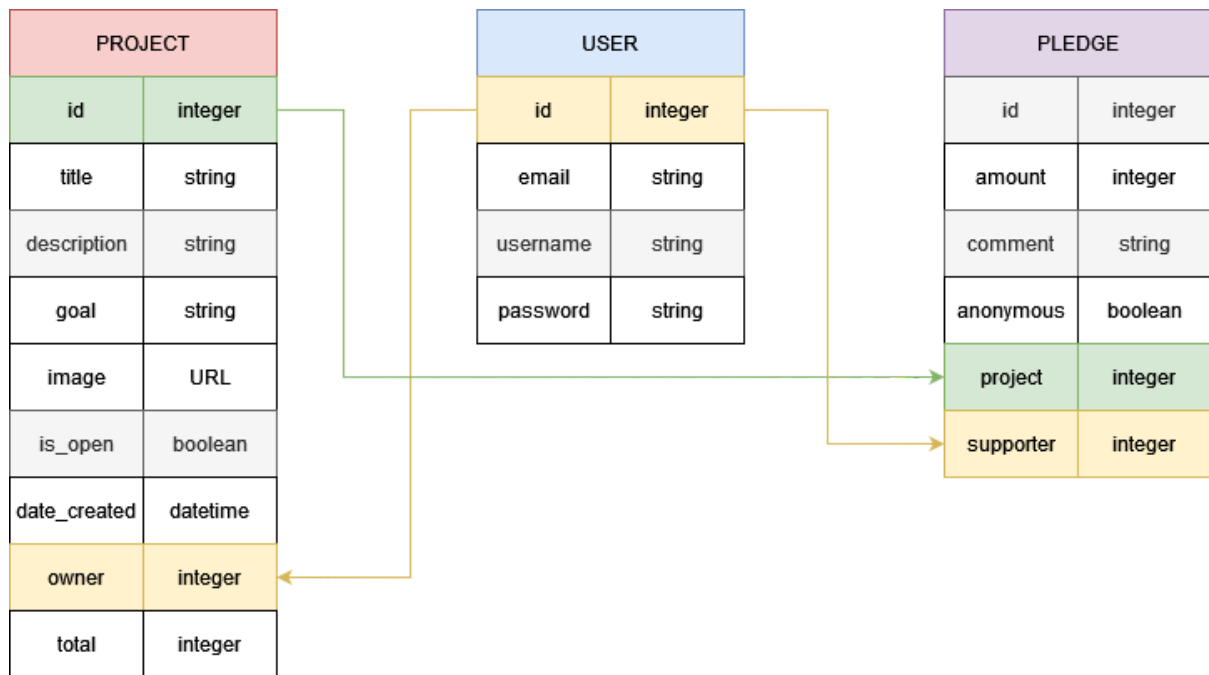 PROJECT
id integer
title string
description string
goal string
image URL
is_open boolean
date_created datetime
owner integer
total integer
USER
id integer
email string
username string
password string
PLEDGE
id integer
amount integer
comment string
anonymous boolean
project integer
supporter integer